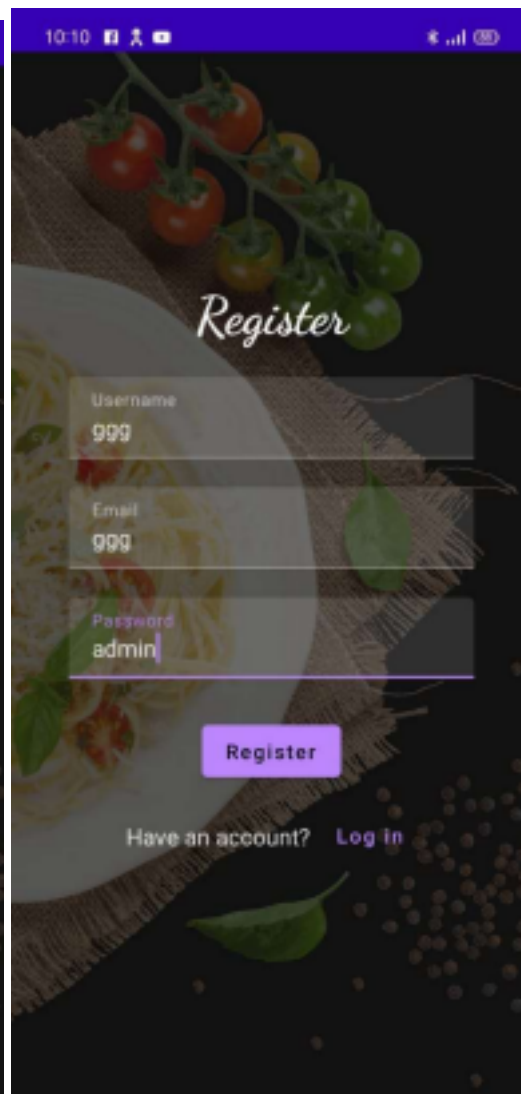 10:10
Register
Username
ggg
Email
ggg
Password
admin
Register
Have an account? Log in